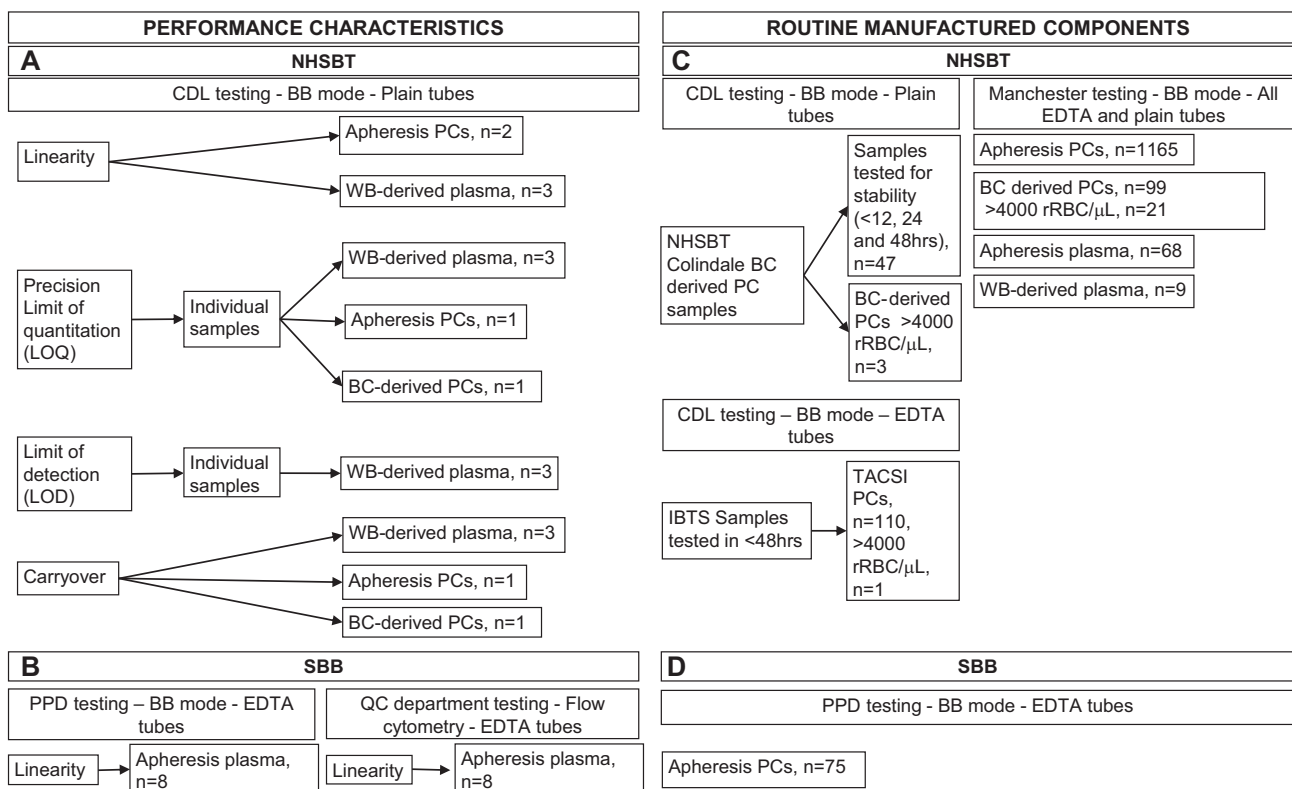 PERFORMANCE CHARACTERISTICS
A
NHSBT
CDL testing - BB mode - Plain tubes
Linearity
Apheresis PCs, n=2
WB-derived plasma, n=3
Precision
Limit of
quantitation
(LOQ)
Individual
samples
WB-derived plasma, n=3
Apheresis PCs, n=1
BC-derived PCs, n=1
Limit of
detection
(LOD)
Individual
samples
WB-derived plasma, n=3
Carryover
WB-derived plasma, n=3
Apheresis PCs, n=1
BC-derived PCs, n=1
B
SBB
PPD testing – BB mode - EDTA
tubes
Linearity
Apheresis plasma,
n=8
QC department testing - Flow
cytometry - EDTA tubes
Linearity
Apheresis plasma,
n=8
ROUTINE MANUFACTURED COMPONENTS
C
NHSBT
CDL testing - BB mode - Plain
tubes
NHSBT
Colindale BC
derived PC
samples
Samples
tested for
stability
(<12, 24
and 48hrs),
n=47
BC-derived
PCs >4000
rRBC/μL,
n=3
CDL testing – BB mode – EDTA
tubes
IBTS Samples
tested in <48hrs
TACSI
PCs,
n=110,
>4000
rRBC/μL,
n=1
Manchester testing - BB mode - All
EDTA and plain tubes
Apheresis PCs, n=1165
BC derived PCs, n=99
>4000 rRBC/μL, n=21
Apheresis plasma, n=68
WB-derived plasma, n=9
D
SBB
PPD testing - BB mode - EDTA tubes
Apheresis PCs, n=75